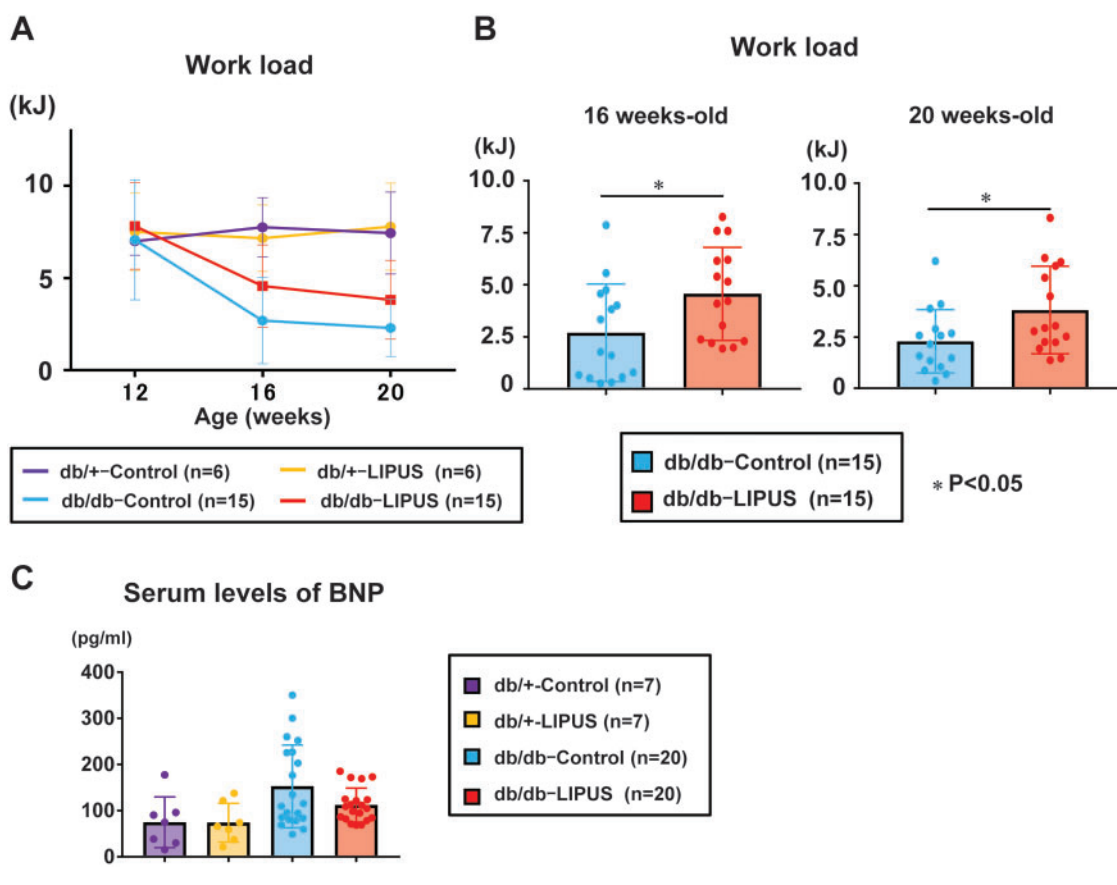 A
Work load
(kJ)
10
5
0
12 16 20
Age (weeks)
db/+−Control (n=6) db/+−LIPUS (n=6)
db/db−Control (n=15) db/db−LIPUS (n=15)
B
Work load
16 weeks-old
(kJ)
10.0
7.5
5.0
2.5
0
*
20 weeks-old
(kJ)
10.0
7.5
5.0
2.5
0
*
db/db−Control (n=15)
db/db−LIPUS (n=15)
* P<0.05
C
Serum levels of BNP
(pg/ml)
400
300
200
100
0
db/+-Control (n=7)
db/+-LIPUS (n=7)
db/db−Control (n=20)
db/db−LIPUS (n=20)